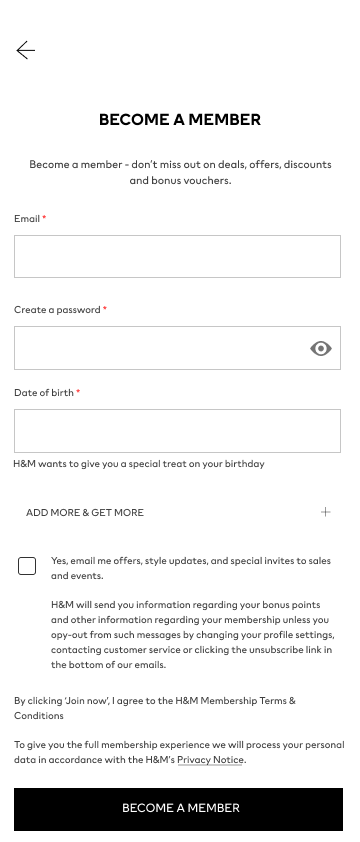 BECOME A MEMBER
Become a member - don't miss out on deals, offers, discounts
and bonus vouchers.
Email *
Create a password *
Date of birth *
H&M wants to give you a special treat on your birthday
ADD MORE & GET MORE +
Yes, email me offers, style updates, and special invites to sales
and events.
H&M will send you information regarding your bonus points
and other information regarding your membership unless you
opy-out from such messages by changing your profile settings,
contacting customer service or clicking the unsubscribe link in
the bottom of our emails.
By clicking 'Join now', I agree to the H&M Membership Terms &
Conditions
To give you the full membership experience we will process your personal
data in accordance with the H&M's Privacy Notice.
BECOME A MEMBER